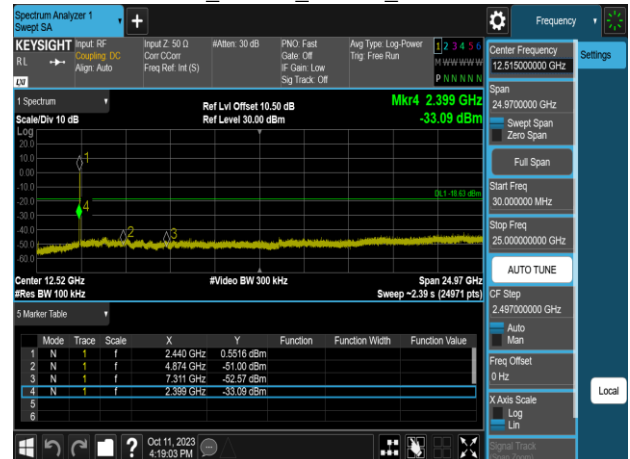 Spectrum Analyzer 1
Swept SA
+
Frequency
KEYSIGHT
RL
LXI
Input: RF
Coupling: DC
Align: Auto
Input Z: 50 Ω
Corr CCorr
Freq Ref: Int (S)
#Atten: 30 dB
PNO: Fast
Gate: Off
IF Gain: Low
Sig Track: Off
Avg Type: Log-Power
Trig: Free Run
1 2 3 4 5 6
M W W W W W
P N N N N N
1 Spectrum
Scale/Div 10 dB
Ref Lvl Offset 10.50 dB
Ref Level 30.00 dBm
Mkr4 2.399 GHz
-33.09 dBm
Log
20.0
10.0
0.00
-10.0
-20.0
-30.0
-40.0
-50.0
-60.0
1
4
2
3
DL1 -18.63 dBm
Center 12.52 GHz
#Res BW 100 kHz
#Video BW 300 kHz
Span 24.97 GHz
Sweep ~2.39 s (24971 pts)
5 Marker Table
Mode Trace Scale X Y Function Function Width Function Value
1 N 1 f 2.440 GHz 0.5516 dBm
2 N 1 f 4.874 GHz -51.00 dBm
3 N 1 f 7.311 GHz -52.57 dBm
4 N 1 f 2.399 GHz -33.09 dBm
5
6
?
Oct 11, 2023
4:19:03 PM
Center Frequency
12.515000000 GHz
Span
24.9700000 GHz
Swept Span
Zero Span
Full Span
Start Freq
30.000000 MHz
Stop Freq
25.000000000 GHz
AUTO TUNE
CF Step
2.497000000 GHz
Auto
Man
Freq Offset
0 Hz
X Axis Scale
Log
Lin
Signal Track
(Span Zoom)
Settings
Local